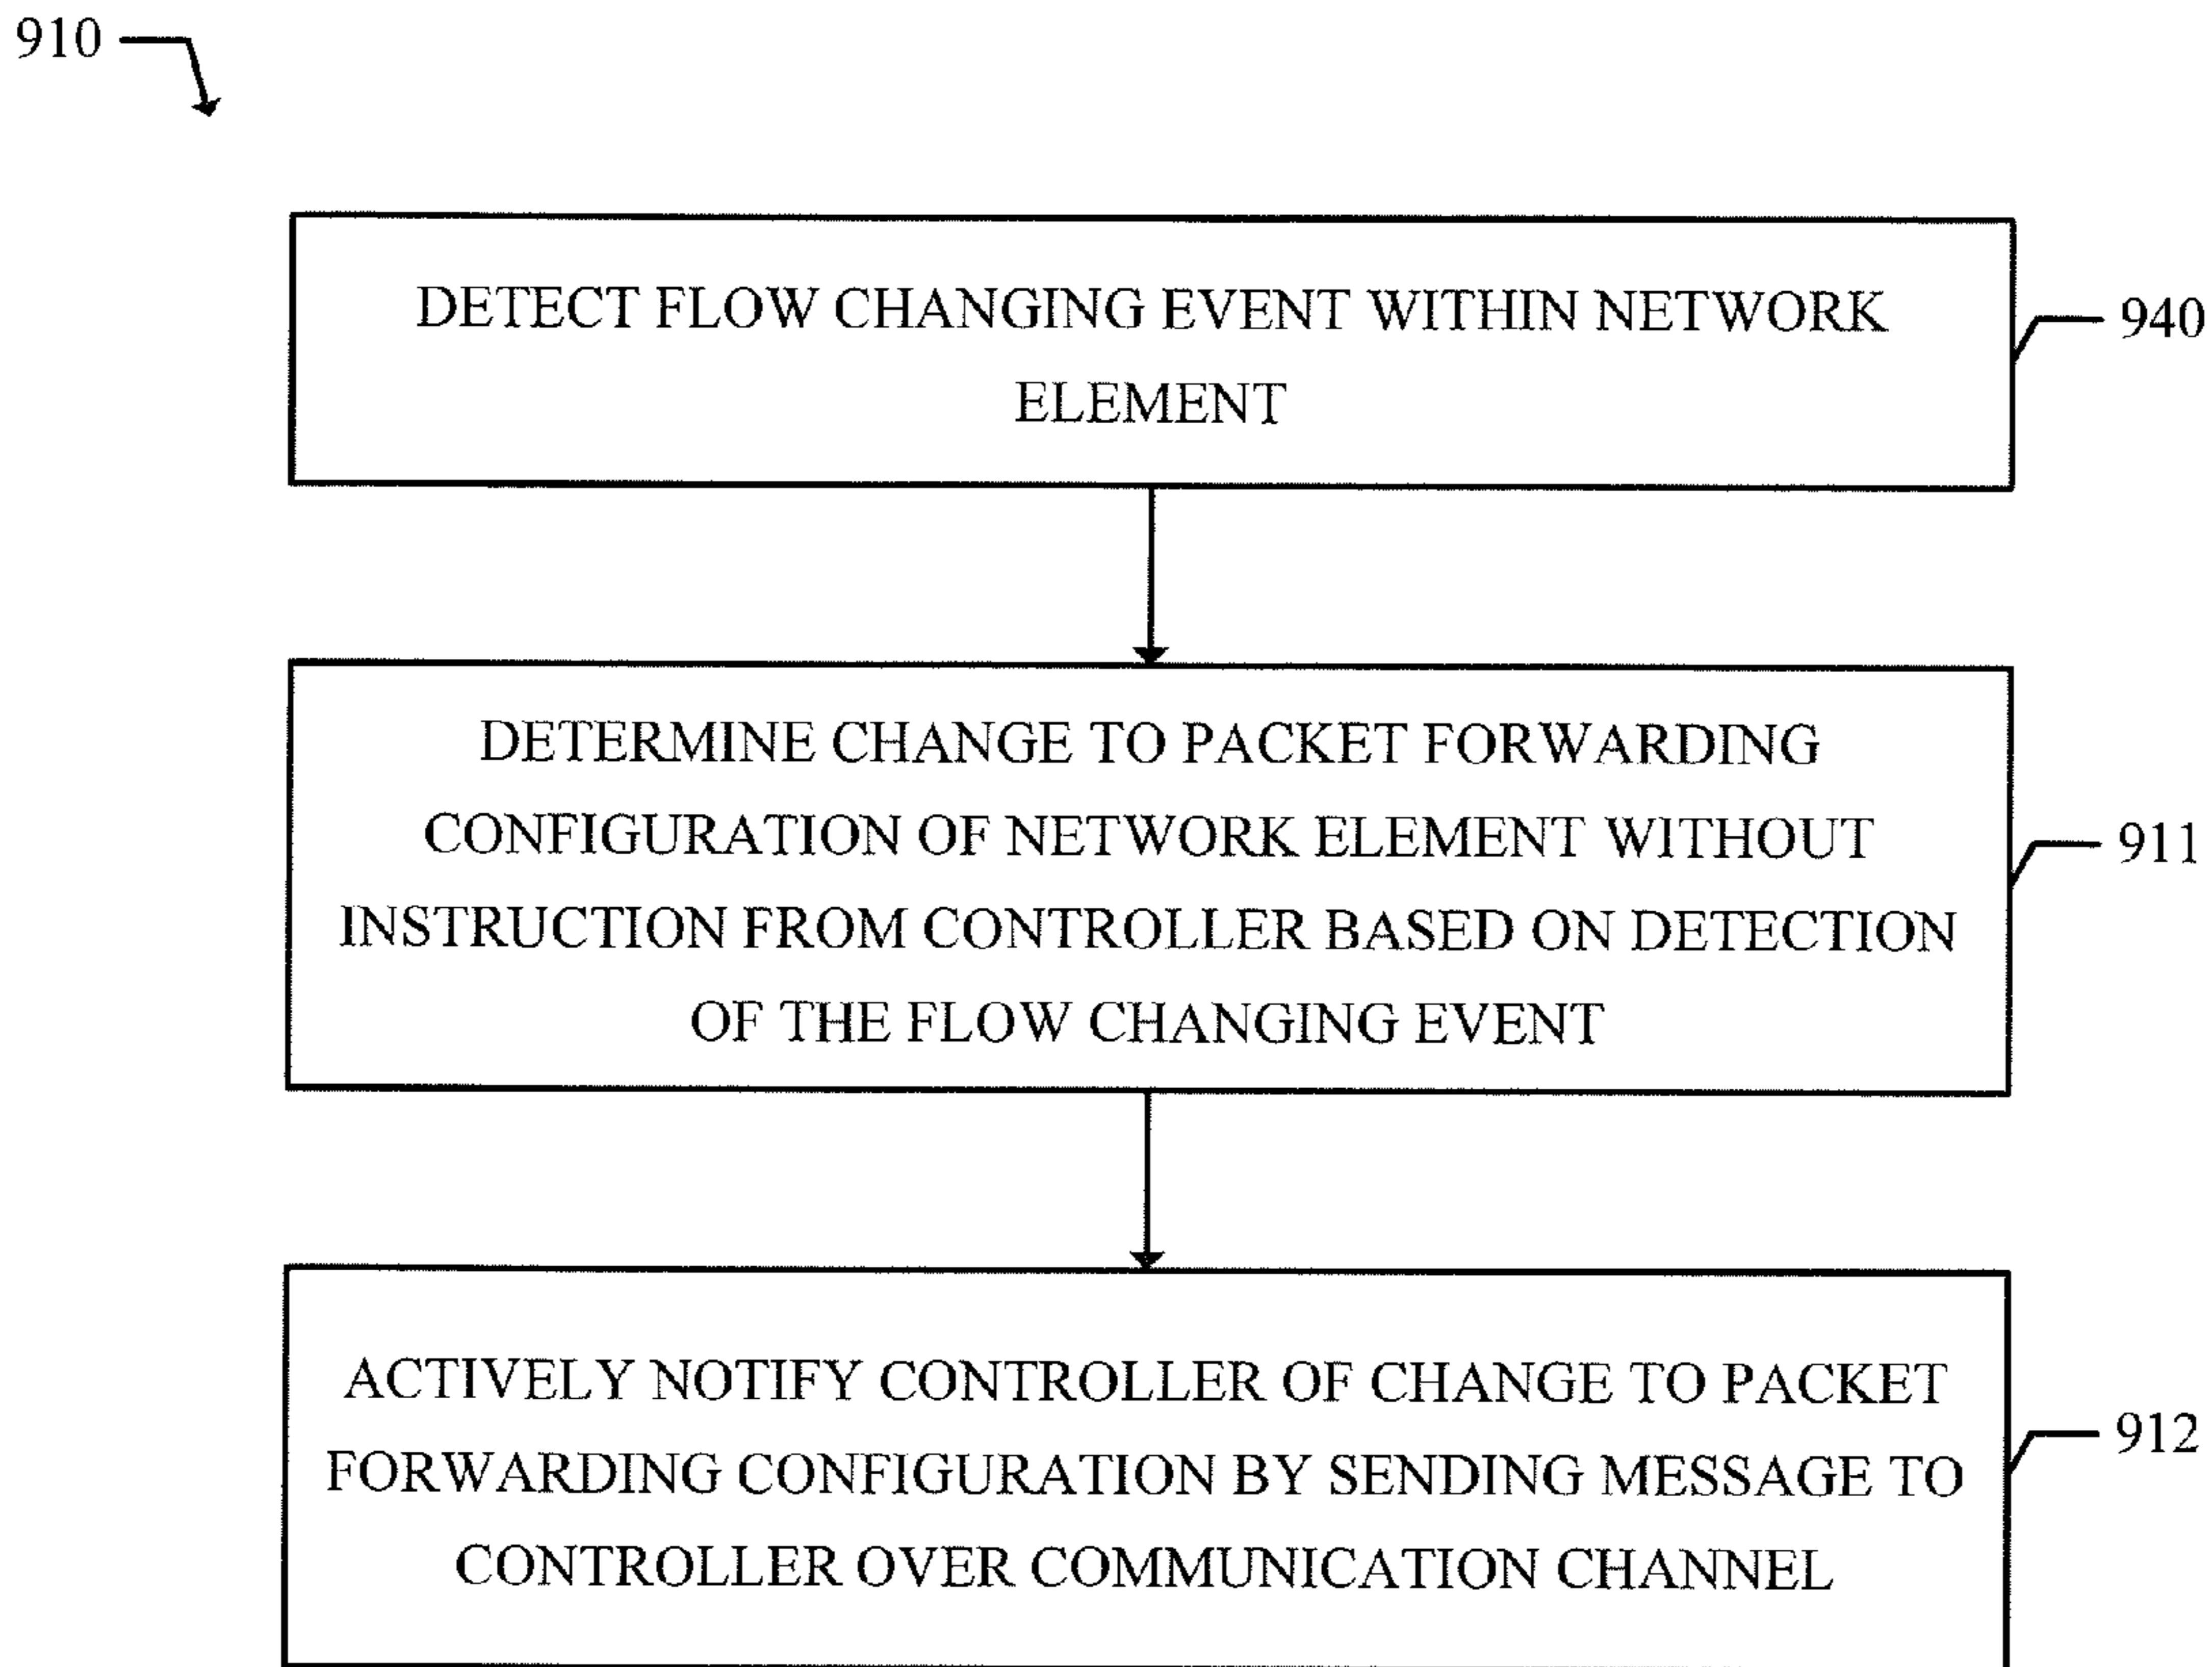 910
DETECT FLOW CHANGING EVENT WITHIN NETWORK
ELEMENT
940
DETERMINE CHANGE TO PACKET FORWARDING
CONFIGURATION OF NETWORK ELEMENT WITHOUT
INSTRUCTION FROM CONTROLLER BASED ON DETECTION
OF THE FLOW CHANGING EVENT
911
ACTIVELY NOTIFY CONTROLLER OF CHANGE TO PACKET
FORWARDING CONFIGURATION BY SENDING MESSAGE TO
CONTROLLER OVER COMMUNICATION CHANNEL
912